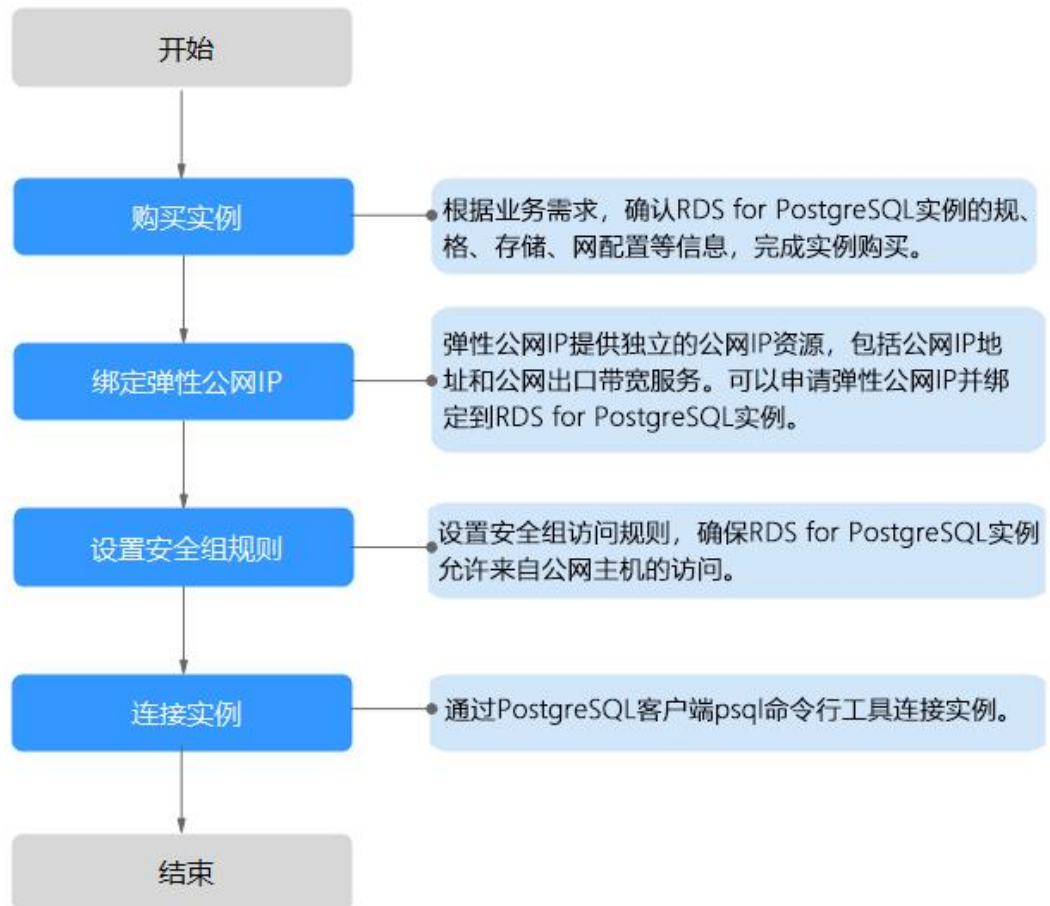 开始
购买实例
根据业务需求，确认RDS for PostgreSQL实例的规、
格、存储、网配置等信息，完成实例购买。
绑定弹性公网IP
弹性公网IP提供独立的公网IP资源，包括公网IP地
址和公网出口带宽服务。可以申请弹性公网IP并绑
定到RDS for PostgreSQL实例。
设置安全组规则
设置安全组访问规则，确保RDS for PostgreSQL实例
允许来自公网主机的访问。
连接实例
通过PostgreSQL客户端psql命令行工具连接实例。
结束